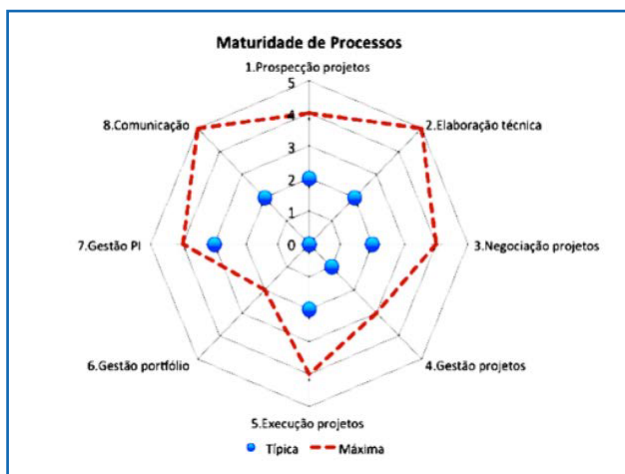 Maturidade de Processos
1.Prospecção projetos
5
4
3
2
1
0
8.Comunicação
2.Elaboração técnica
7.Gestão PI
3.Negociação projetos
6.Gestão portfólio
4.Gestão projetos
5.Execução projetos
Típica
Máxima